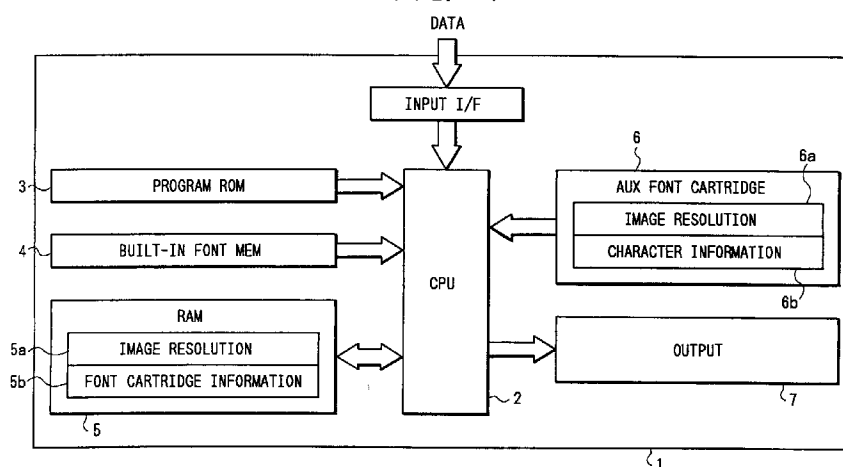 DATA
INPUT I/F
3
PROGRAM ROM
4
BUILT-IN FONT MEM
RAM
5a
IMAGE RESOLUTION
5b
FONT CARTRIDGE INFORMATION
5
CPU
2
6
6a
AUX FONT CARTRIDGE
IMAGE RESOLUTION
CHARACTER INFORMATION
6b
OUTPUT
7
1